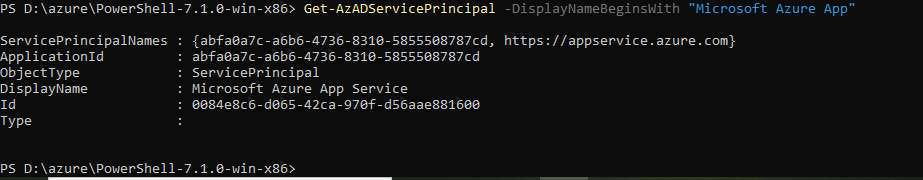 PS D:\azure\PowerShell-7.1.0-win-x86> Get-AzADServicePrincipal -DisplayNameBeginsWith "Microsoft Azure App"
ServicePrincipalNames : {abfa0a7c-a6b6-4736-8310-5855508787cd, https://appservice.azure.com}
ApplicationId         : abfa0a7c-a6b6-4736-8310-5855508787cd
ObjectType            : ServicePrincipal
DisplayName           : Microsoft Azure App Service
Id                    : 0084e8c6-d065-42ca-970f-d56aae881600
Type                  :
PS D:\azure\PowerShell-7.1.0-win-x86>